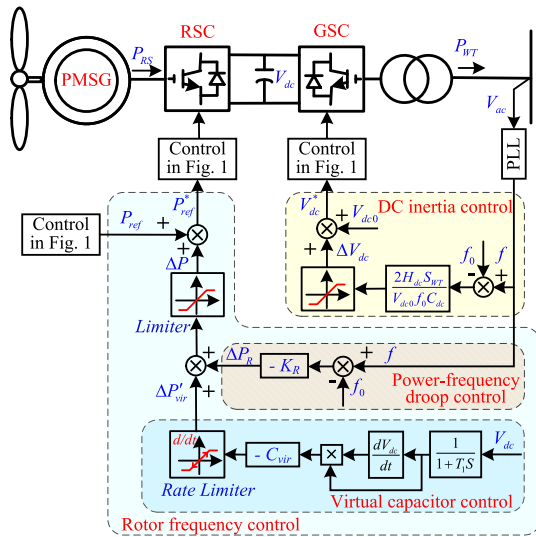 RSC
GSC
PMSG
P_RS
V_dc
P_WT
V_ac
PLL
Control
in Fig. 1
Control
in Fig. 1
Control
in Fig. 1
P_ref
+
P*_ref
+
ΔP
V*_dc
+
V_dc0
DC inertia control
+
ΔV_dc
2H_dc S_WT
V_dc0 f_0 C_dc
f_0
-
f
+
Limiter
+
ΔP_R
- K_R
+
f
-
f_0
Power-frequency
droop control
ΔP′_vir
+
d/dt
Rate Limiter
- C_vir
×
dV_dc
dt
1
1+T_1S
V_dc
Virtual capacitor control
Rotor frequency control